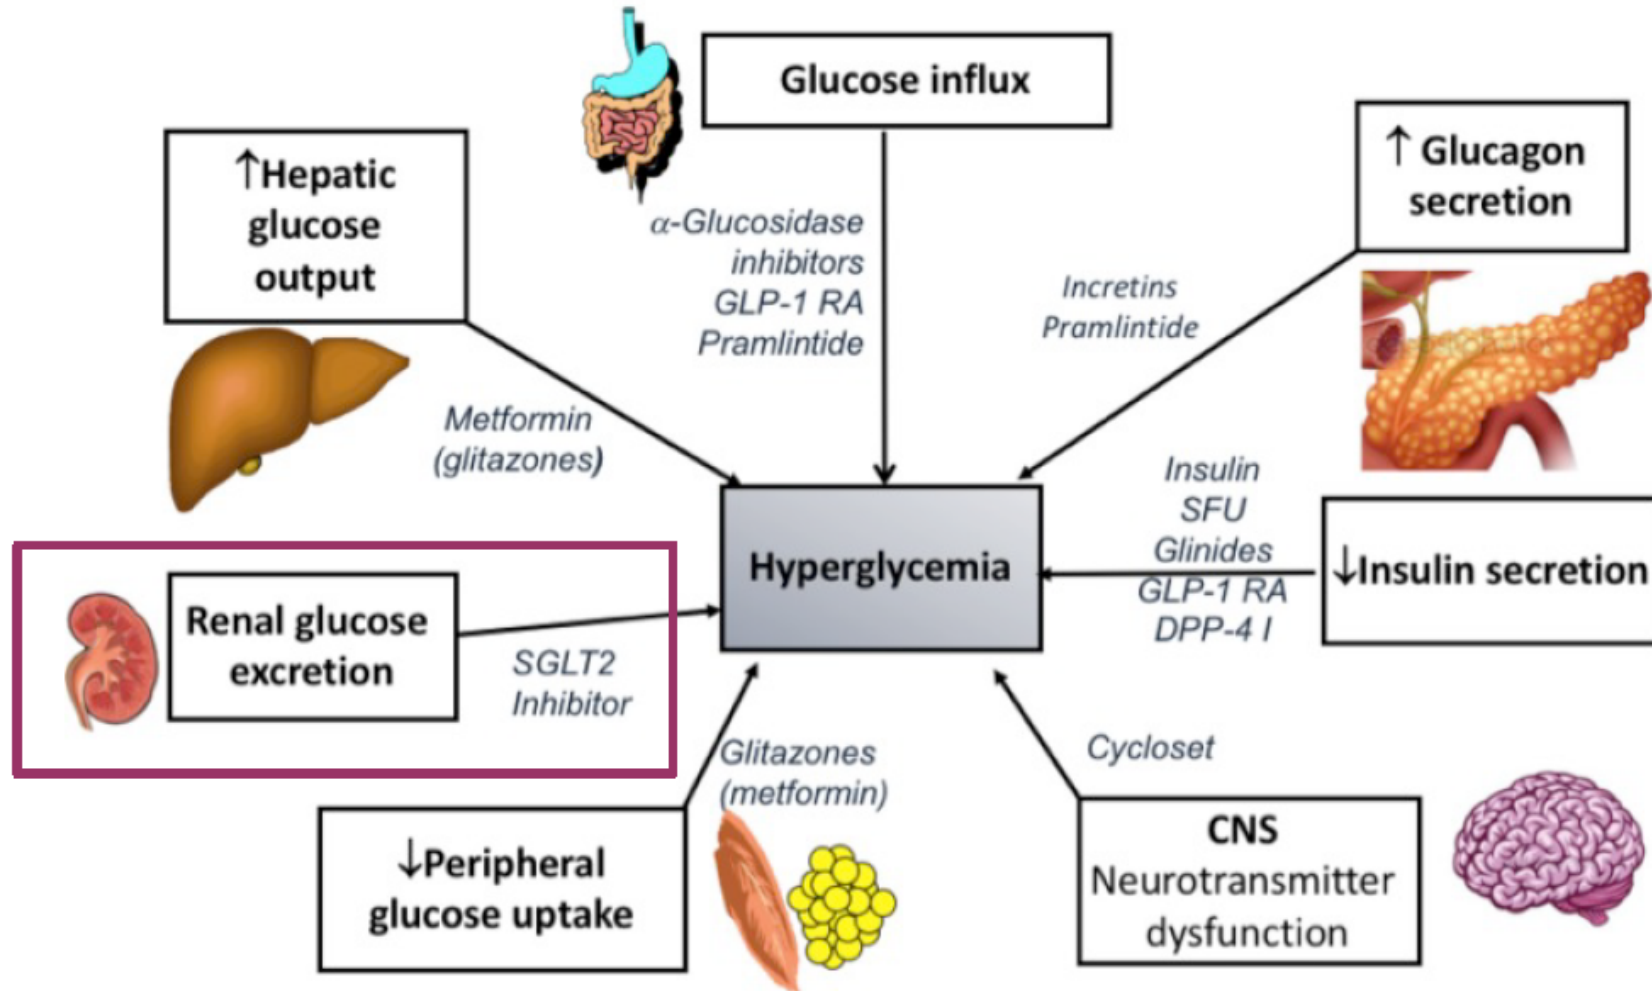 Glucose influx
↑ Glucagon
secretion
↑Hepatic
glucose
output
α-Glucosidase
inhibitors
GLP-1 RA
Pramlintide
Incretins
Pramlintide
Metformin
(glitazones)
Insulin
SFU
Glinides
GLP-1 RA
DPP-4 I
Hyperglycemia
↓Insulin secretion
Renal glucose
excretion
SGLT2
Inhibitor
Glitazones
(metformin)
Cycloset
↓Peripheral
glucose uptake
CNS
Neurotransmitter
dysfunction